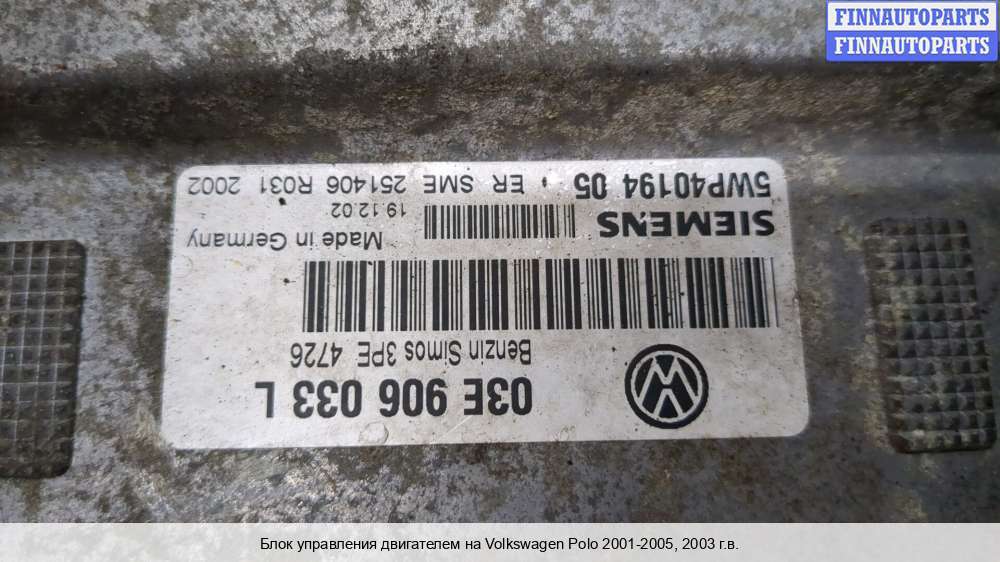 FINNAUTOPARTS
FINNAUTOPARTS
03E 906 033 L
Benzin Simos 3PE 4726
SIEMENS
Made in Germany
19.12.02
5WP40194 05 ER SME 251406 R031 2002
Блок управления двигателем на Volkswagen Polo 2001-2005, 2003 г.в.